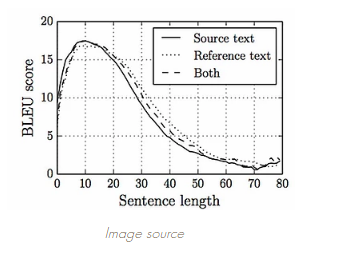 20
15
10
5
0
BLEU score
Source text
Reference text
Both
0 10 20 30 40 50 60 70 80
Sentence length
Image source